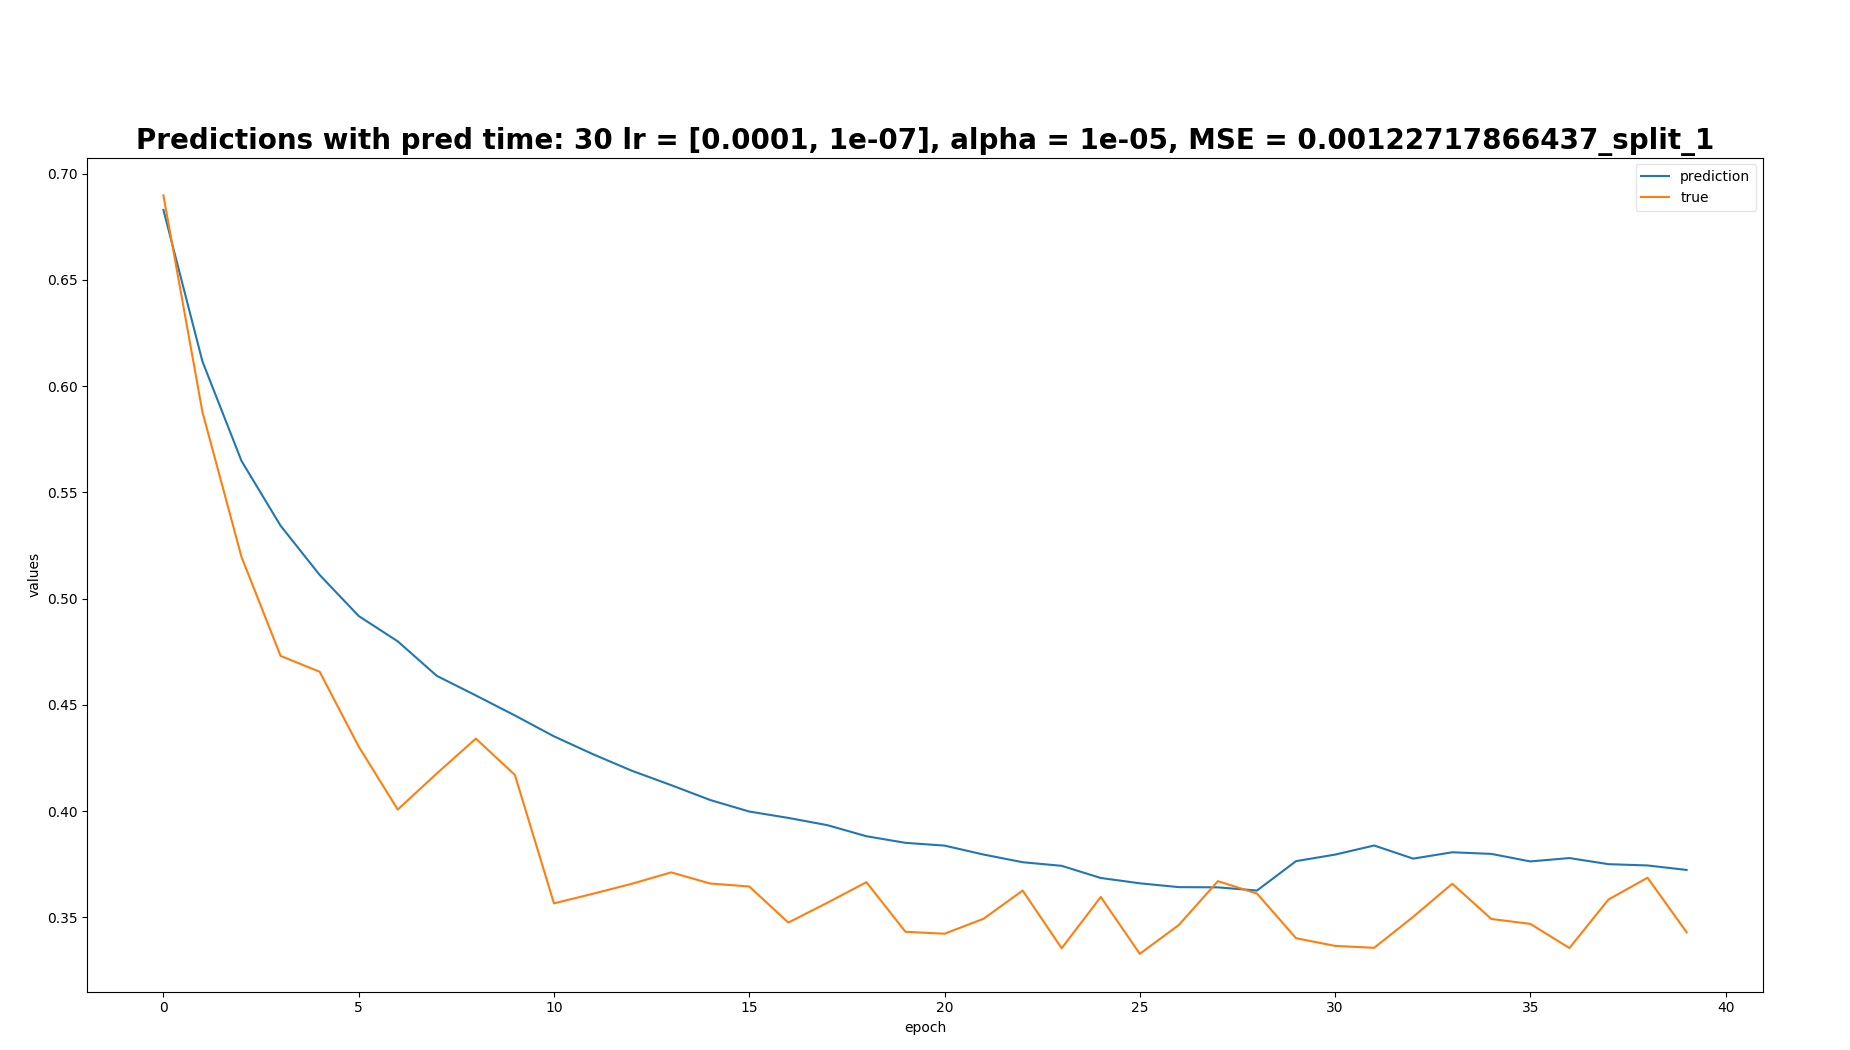 Predictions with pred time: 30 lr = [0.0001, 1e-07], alpha = 1e-05, MSE = 0.00122717866437_split_1
prediction
true
0.70
0.65
0.60
0.55
0.50
0.45
0.40
0.35
values
0 5 10 15 20 25 30 35 40
epoch